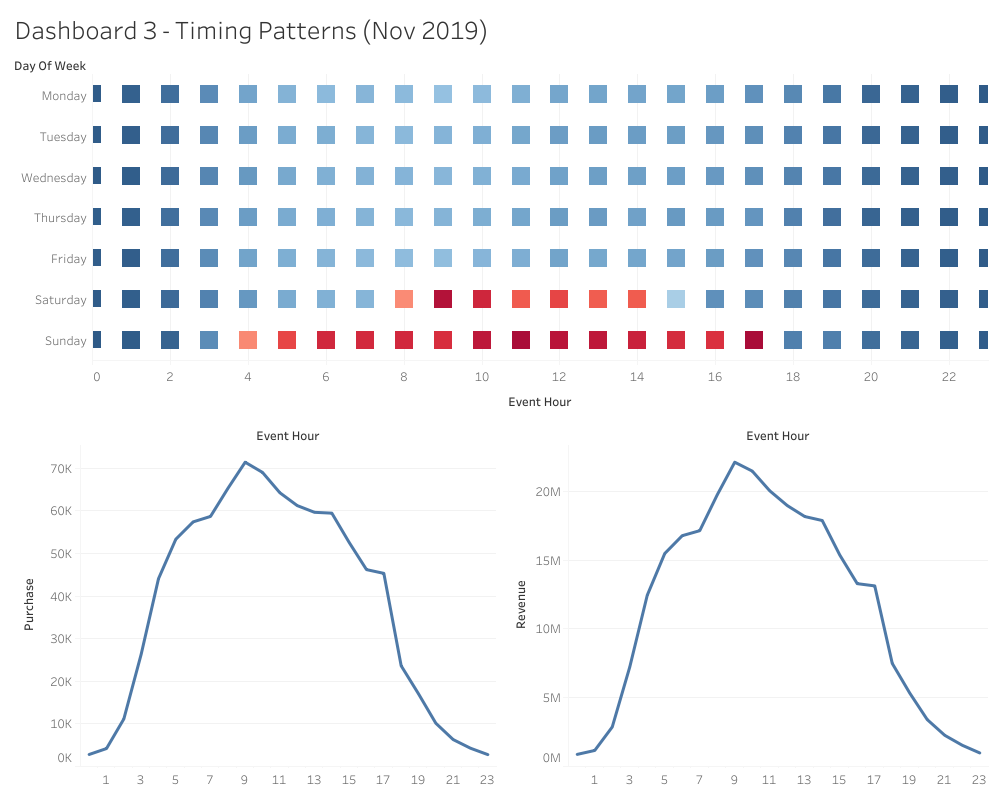 Dashboard 3 - Timing Patterns (Nov 2019)
Day Of Week
Monday
Tuesday
Wednesday
Thursday
Friday
Saturday
Sunday
0 2 4 6 8 10 12 14 16 18 20 22
Event Hour
Event Hour
70K
60K
50K
40K
30K
20K
10K
0K
Purchase
1 3 5 7 9 11 13 15 17 19 21 23
Event Hour
20M
15M
10M
5M
0M
Revenue
1 3 5 7 9 11 13 15 17 19 21 23